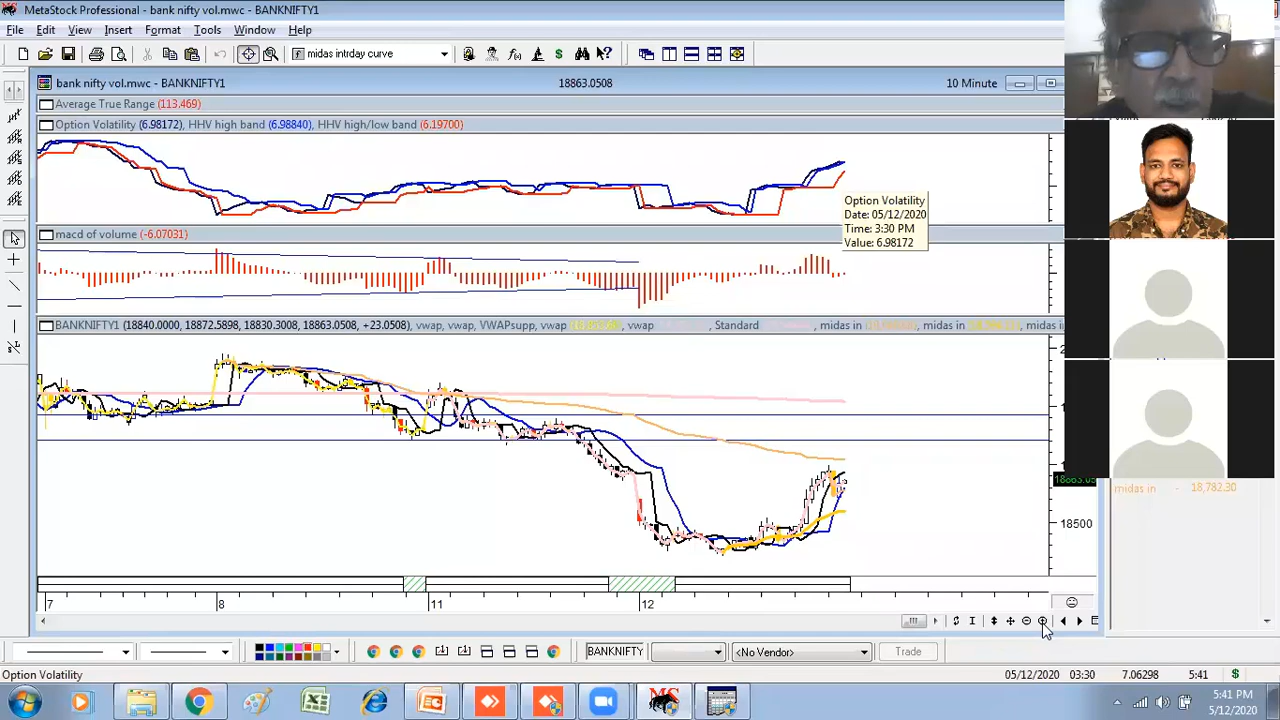 MetaStock Professional - bank nifty vol.mwc - BANKNIFTY1
File Edit View Insert Format Tools Window Help
midas intrday curve
bank nifty vol.mwc - BANKNIFTY1 18863.0508 10 Minute
Average True Range (113.469)
Option Volatility (6.98172), HHV high band (6.98840), HHV high/low band (6.19700)
Option Volatility
Date: 05/12/2020
Time: 3:30 PM
Value: 6.98172
macd of volume (-6.07031)
BANKNIFTY1 (18840.0000, 18872.5898, 18830.3008, 18863.0508, +23.0508), vwap, vwap, VWAPsupp, vwap , vwap , Standard , midas in , midas in , midas in
midas in - 18,782.30
18500
7 8 11 12
BANKNIFTY <No Vendor> Trade
Option Volatility 05/12/2020 03:30 7.06298 5:41
5:41 PM
5/12/2020